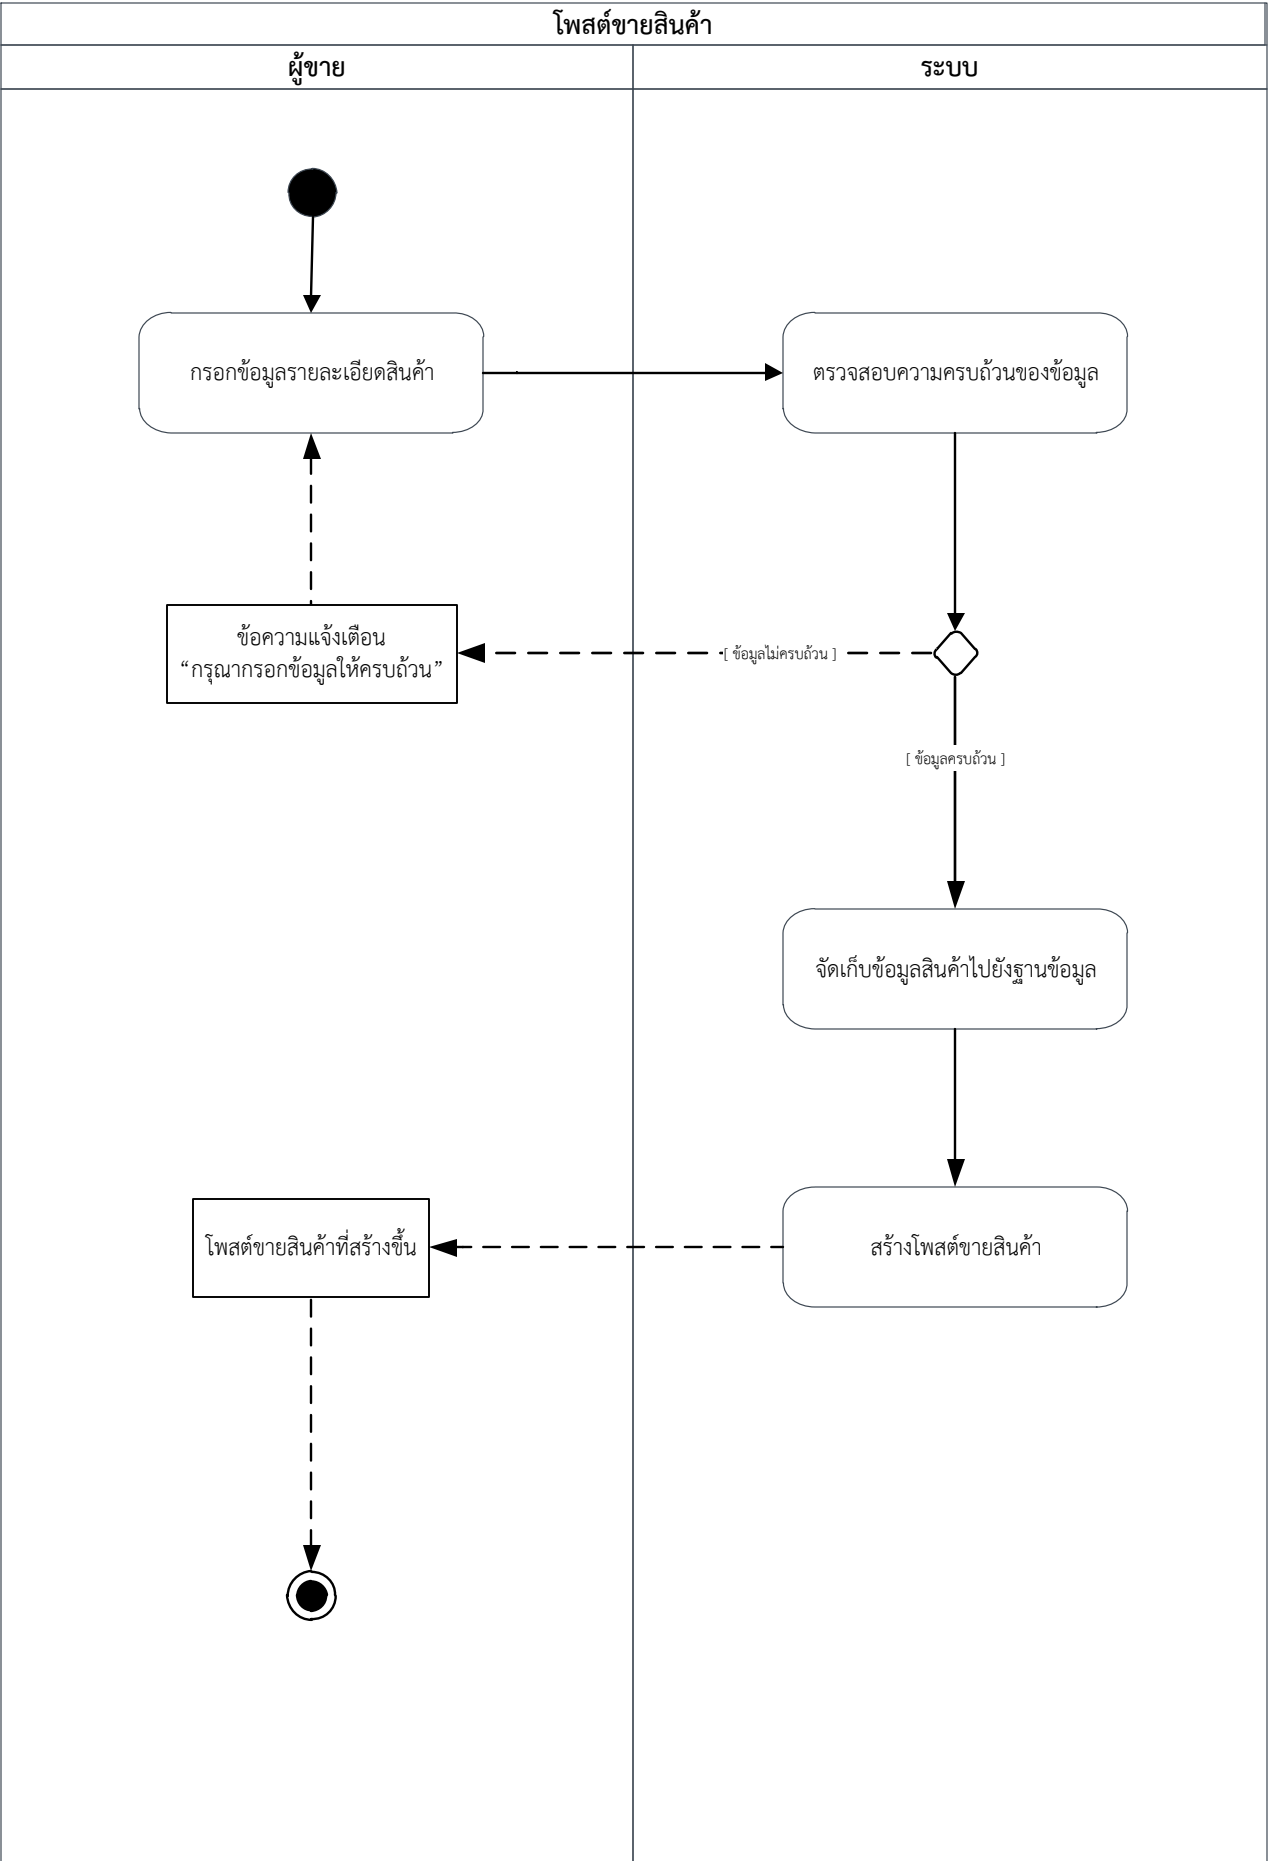 โพสต์ขายสินค้า
ผู้ขาย
ระบบ
กรอกข้อมูลรายละเอียดสินค้า
ตรวจสอบความครบถ้วนของข้อมูล
ข้อความแจ้งเตือน
“กรุณากรอกข้อมูลให้ครบถ้วน”
[ ข้อมูลไม่ครบถ้วน ]
[ ข้อมูลครบถ้วน ]
จัดเก็บข้อมูลสินค้าไปยังฐานข้อมูล
โพสต์ขายสินค้าที่สร้างขึ้น
สร้างโพสต์ขายสินค้า